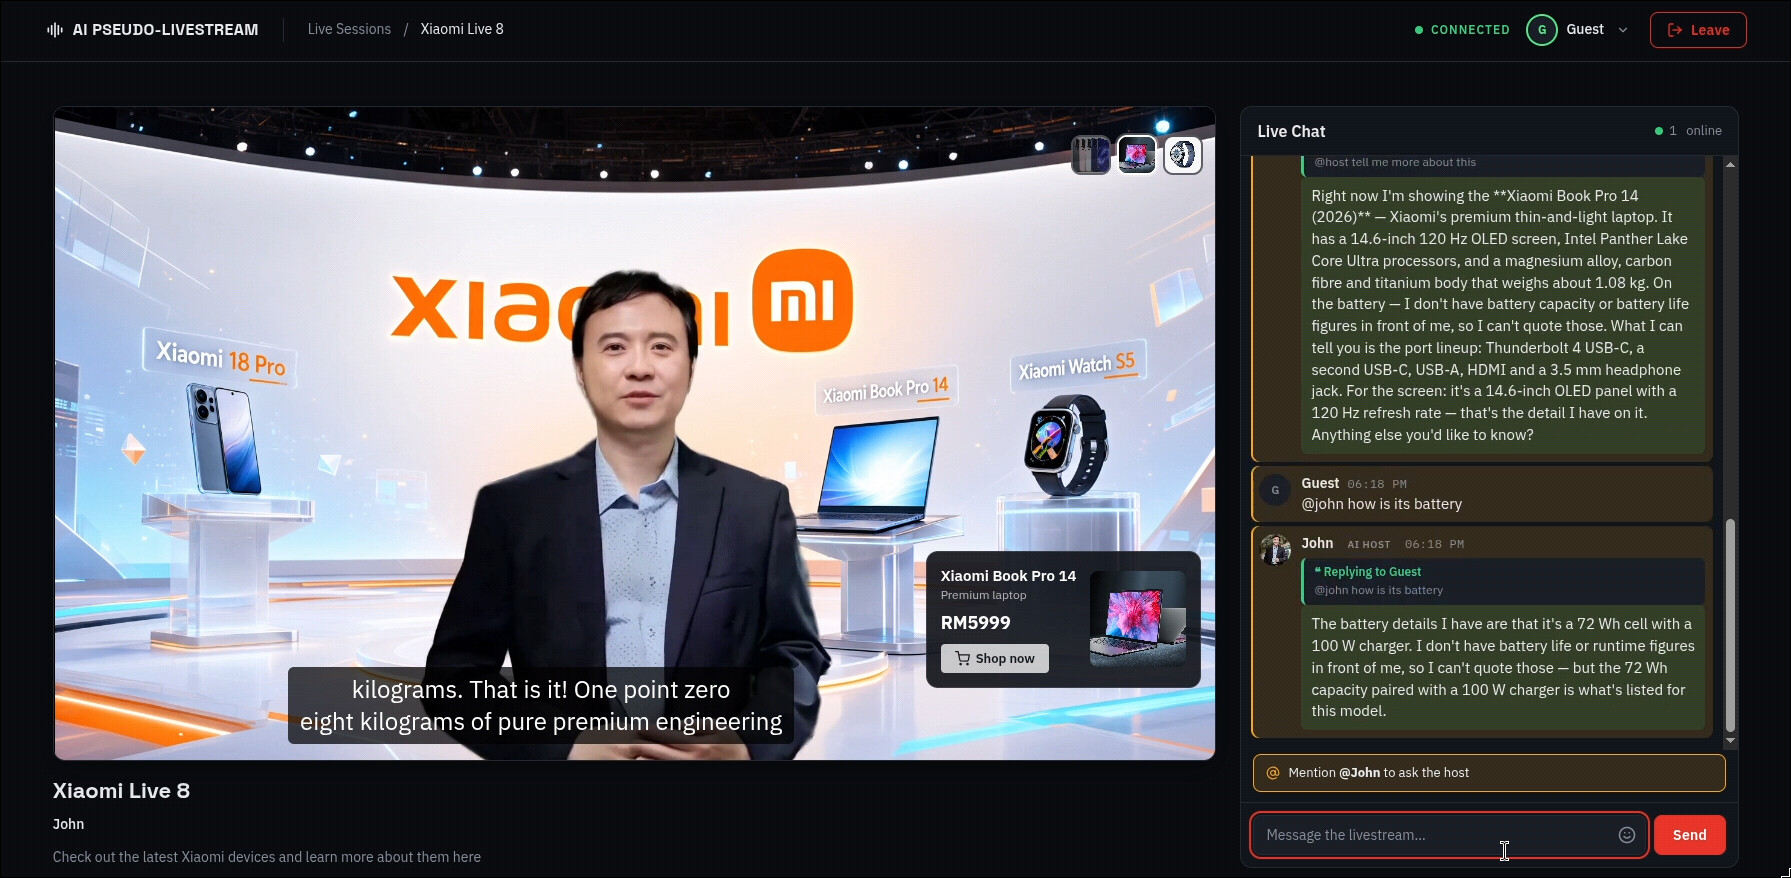 AI PSEUDO-LIVESTREAM
Live Sessions / Xiaomi Live 8
CONNECTED
G
Guest
Leave
xiaomi
mi
Xiaomi 18 Pro
Xiaomi Book Pro 14
Xiaomi Watch S5
Xiaomi Book Pro 14
Premium laptop
RM5999
Shop now
kilograms. That is it! One point zero
eight kilograms of pure premium engineering
Xiaomi Live 8
John
Check out the latest Xiaomi devices and learn more about them here
Live Chat
1 online
@host tell me more about this
Right now I'm showing the **Xiaomi Book Pro 14
(2026)** — Xiaomi's premium thin-and-light laptop. It
has a 14.6-inch 120 Hz OLED screen, Intel Panther Lake
Core Ultra processors, and a magnesium alloy, carbon
fibre and titanium body that weighs about 1.08 kg. On
the battery — I don't have battery capacity or battery life
figures in front of me, so I can't quote those. What I can
tell you is the port lineup: Thunderbolt 4 USB-C, a
second USB-C, USB-A, HDMI and a 3.5 mm headphone
jack. For the screen: it's a 14.6-inch OLED panel with a
120 Hz refresh rate — that's the detail I have on it.
Anything else you'd like to know?
G
Guest 06:18 PM
@john how is its battery
John AI HOST 06:18 PM
❝ Replying to Guest
@john how is its battery
The battery details I have are that it's a 72 Wh cell with a
100 W charger. I don't have battery life or runtime figures
in front of me, so I can't quote those — but the 72 Wh
capacity paired with a 100 W charger is what's listed for
this model.
@ Mention @John to ask the host
Message the livestream...
Send